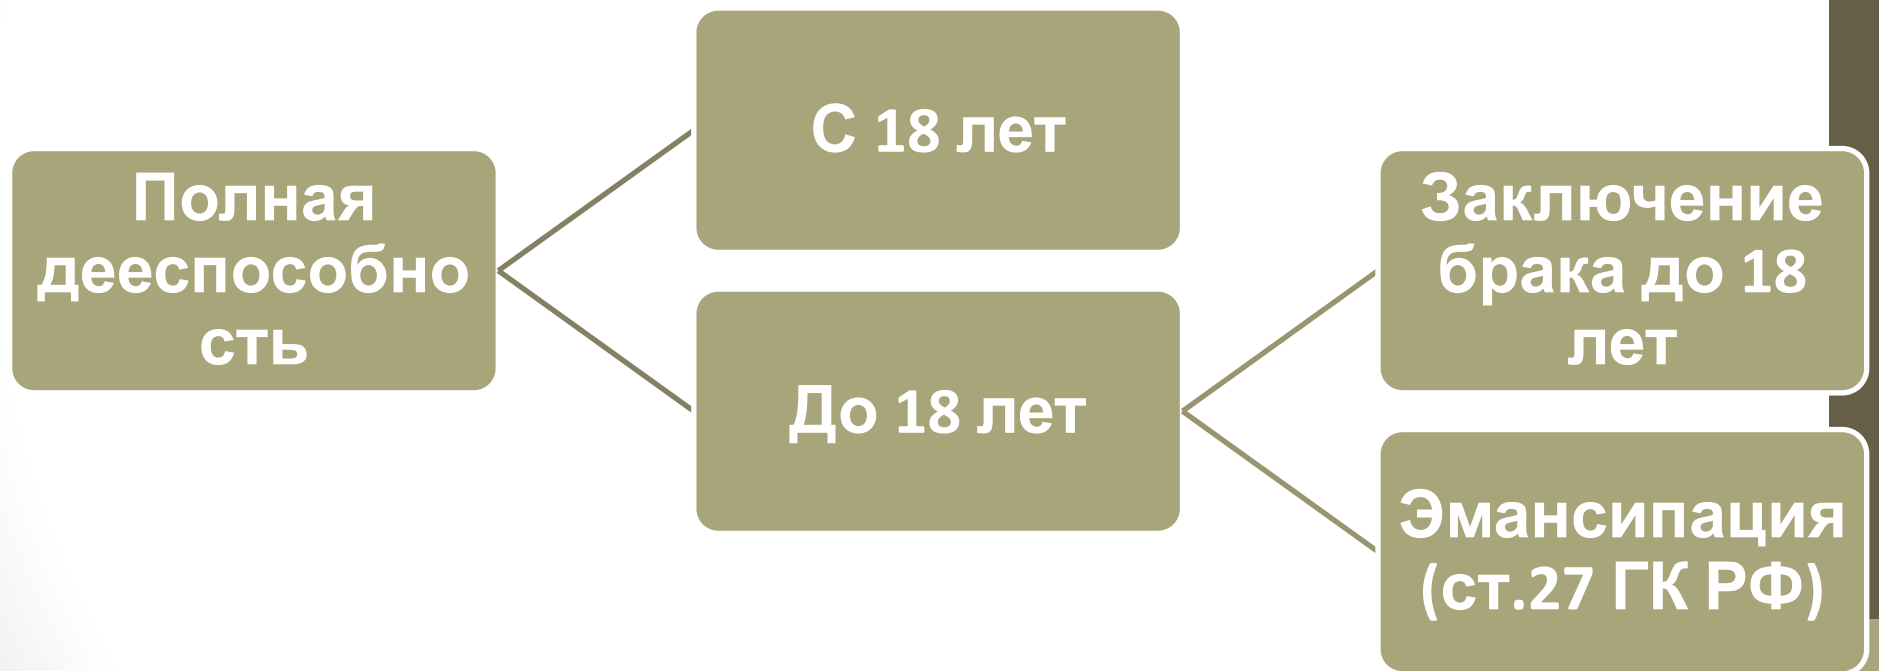 Полная
дееспособно
сть
С 18 лет
До 18 лет
Заключение
брака до 18
лет
Эмансипация
(ст.27 ГК РФ)